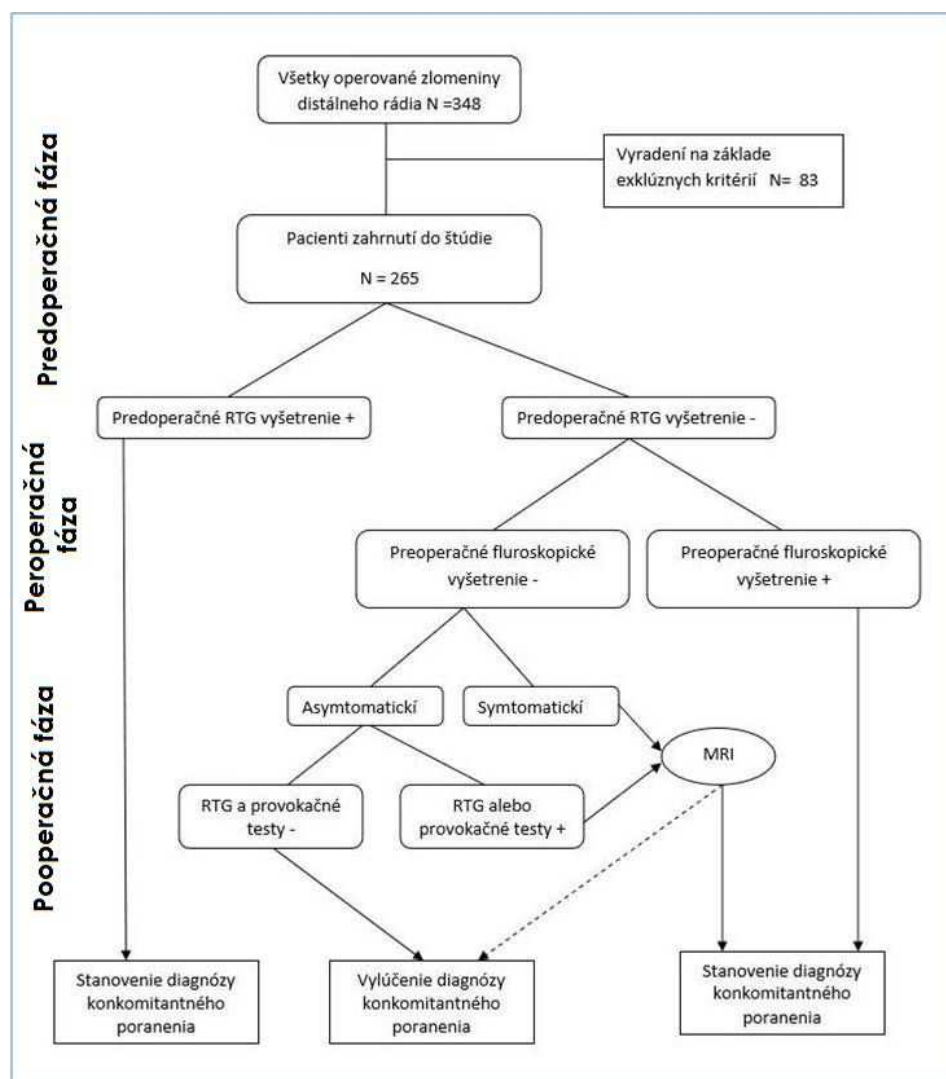 Všetky operované zlomeniny
distálneho rádia N =348
Vyradení na základe
exklúznych kritérií N= 83
Predoperačná fáza
Pacienti zahrnutí do štúdie
N = 265
Predoperačné RTG vyšetrenie +
Predoperačné RTG vyšetrenie -
Peroperačná
fáza
Preoperačné fluroskopické
vyšetrenie -
Preoperačné fluroskopické
vyšetrenie +
Pooperačná fáza
Asymtomatickí
Symtomatickí
MRI
RTG a provokačné
testy -
RTG alebo
provokačné testy +
Stanovenie diagnózy
konkomitantného
poranenia
Vylúčenie diagnózy
konkomitantného
poranenia
Stanovenie diagnózy
konkomitantného
poranenia